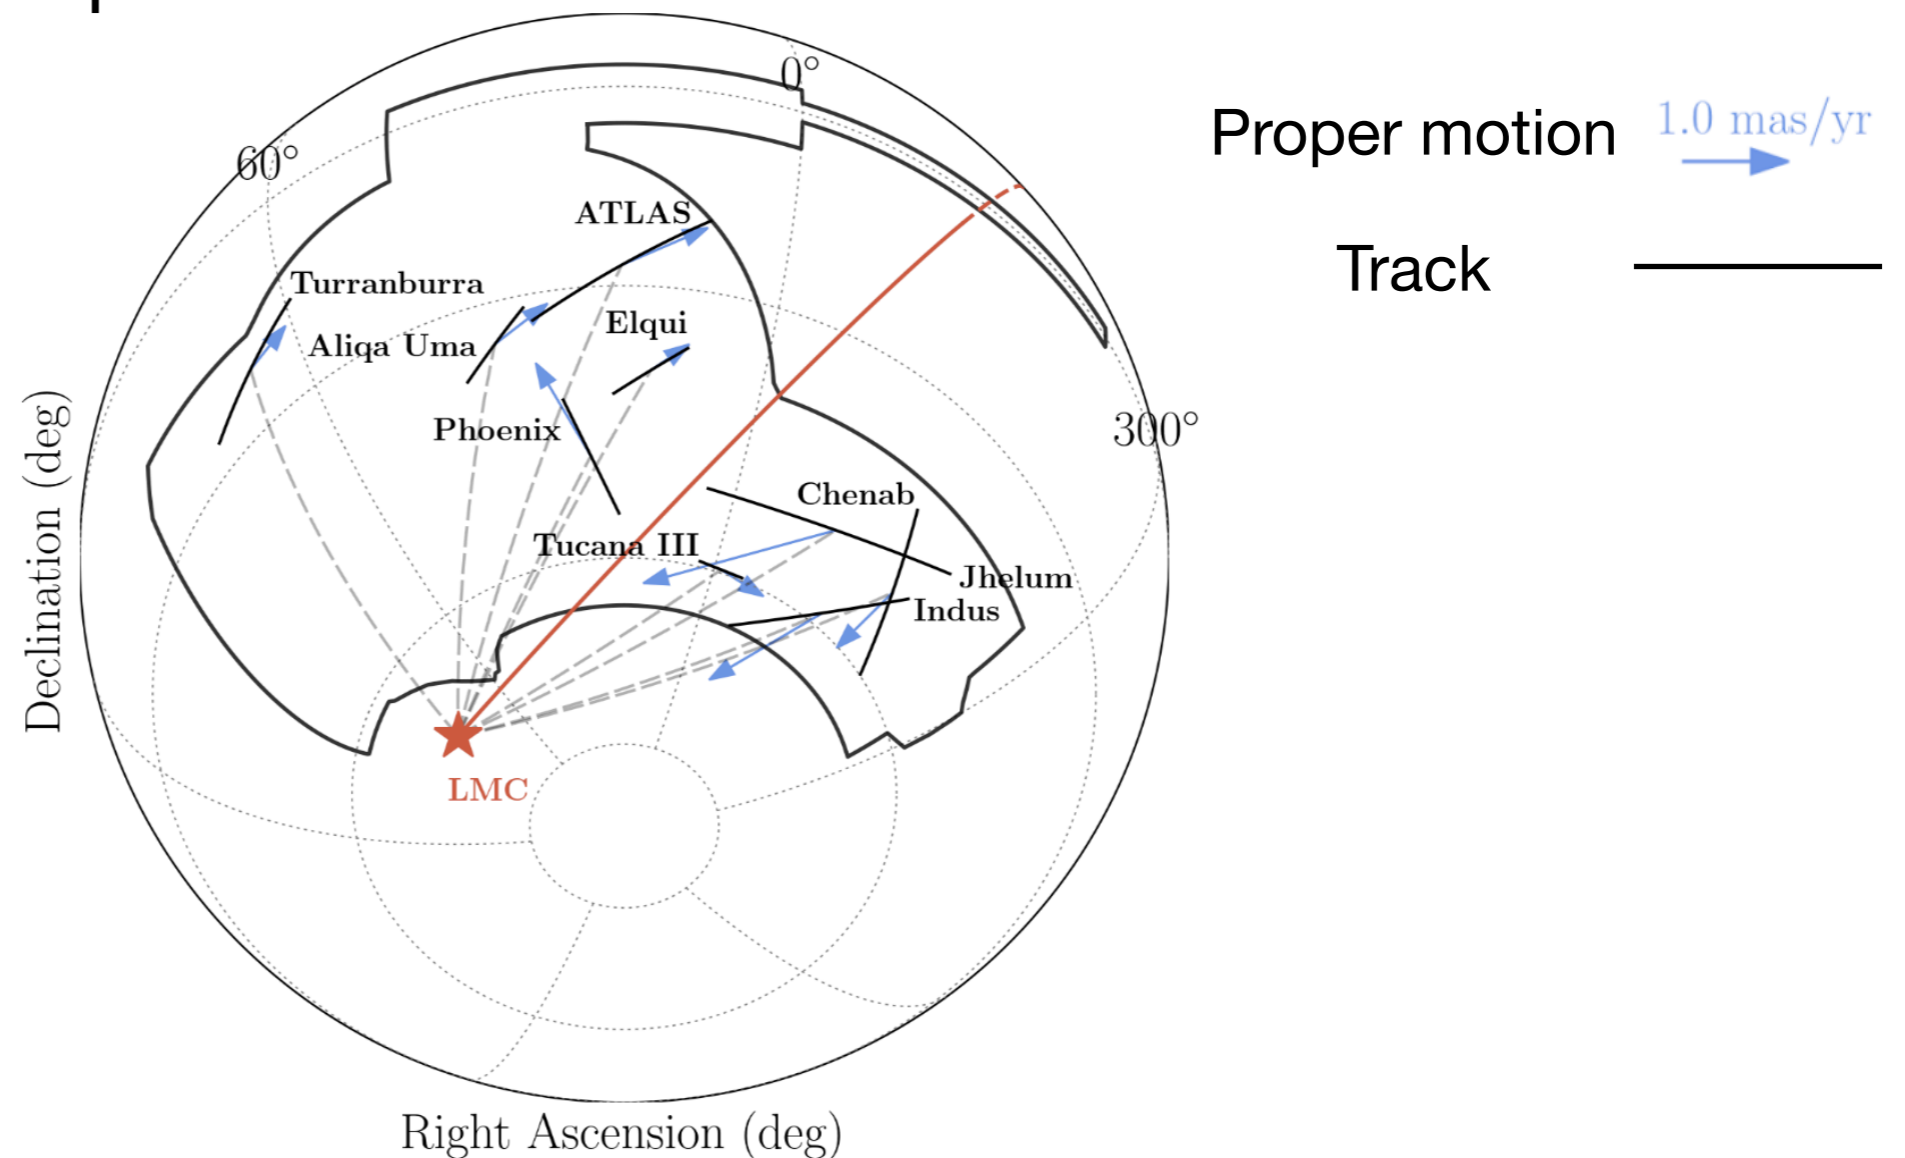 0°
60°
300°
ATLAS
Turranburra
Aliqa Uma
Elqui
Phoenix
Chenab
Tucana III
Jhelum
Indus
LMC
Declination (deg)
Right Ascension (deg)
Proper motion
1.0 mas/yr
Track